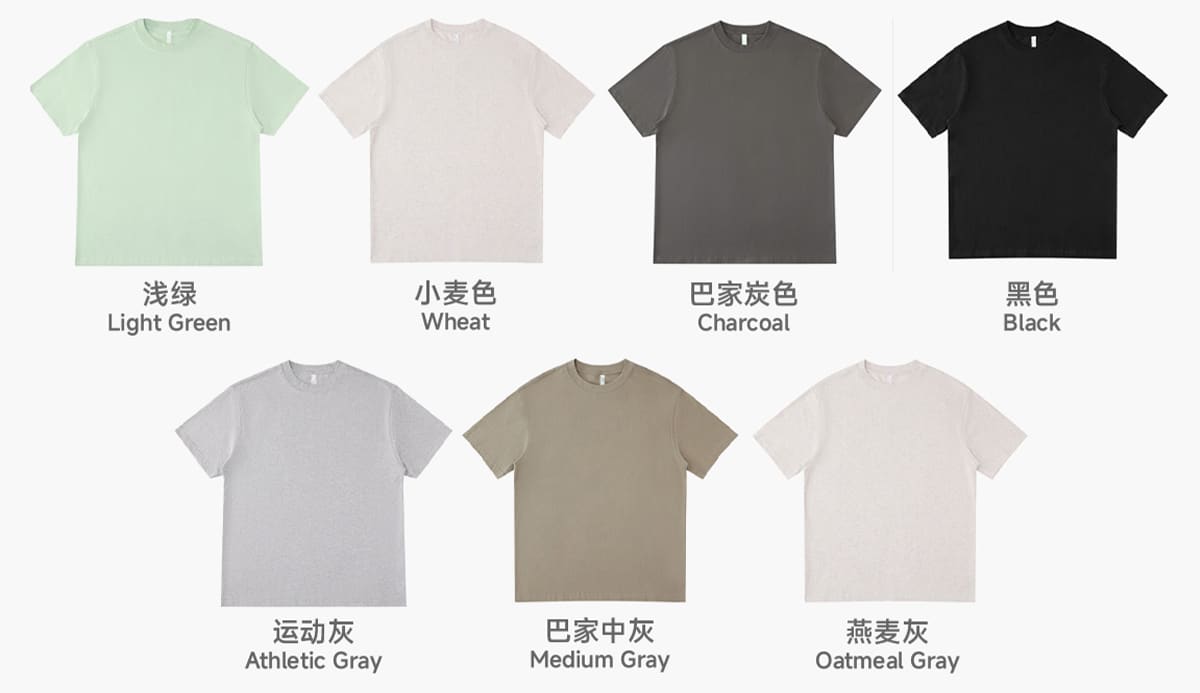 浅绿
Light Green
小麦色
Wheat
巴家炭色
Charcoal
黑色
Black
运动灰
Athletic Gray
巴家中灰
Medium Gray
燕麦灰
Oatmeal Gray